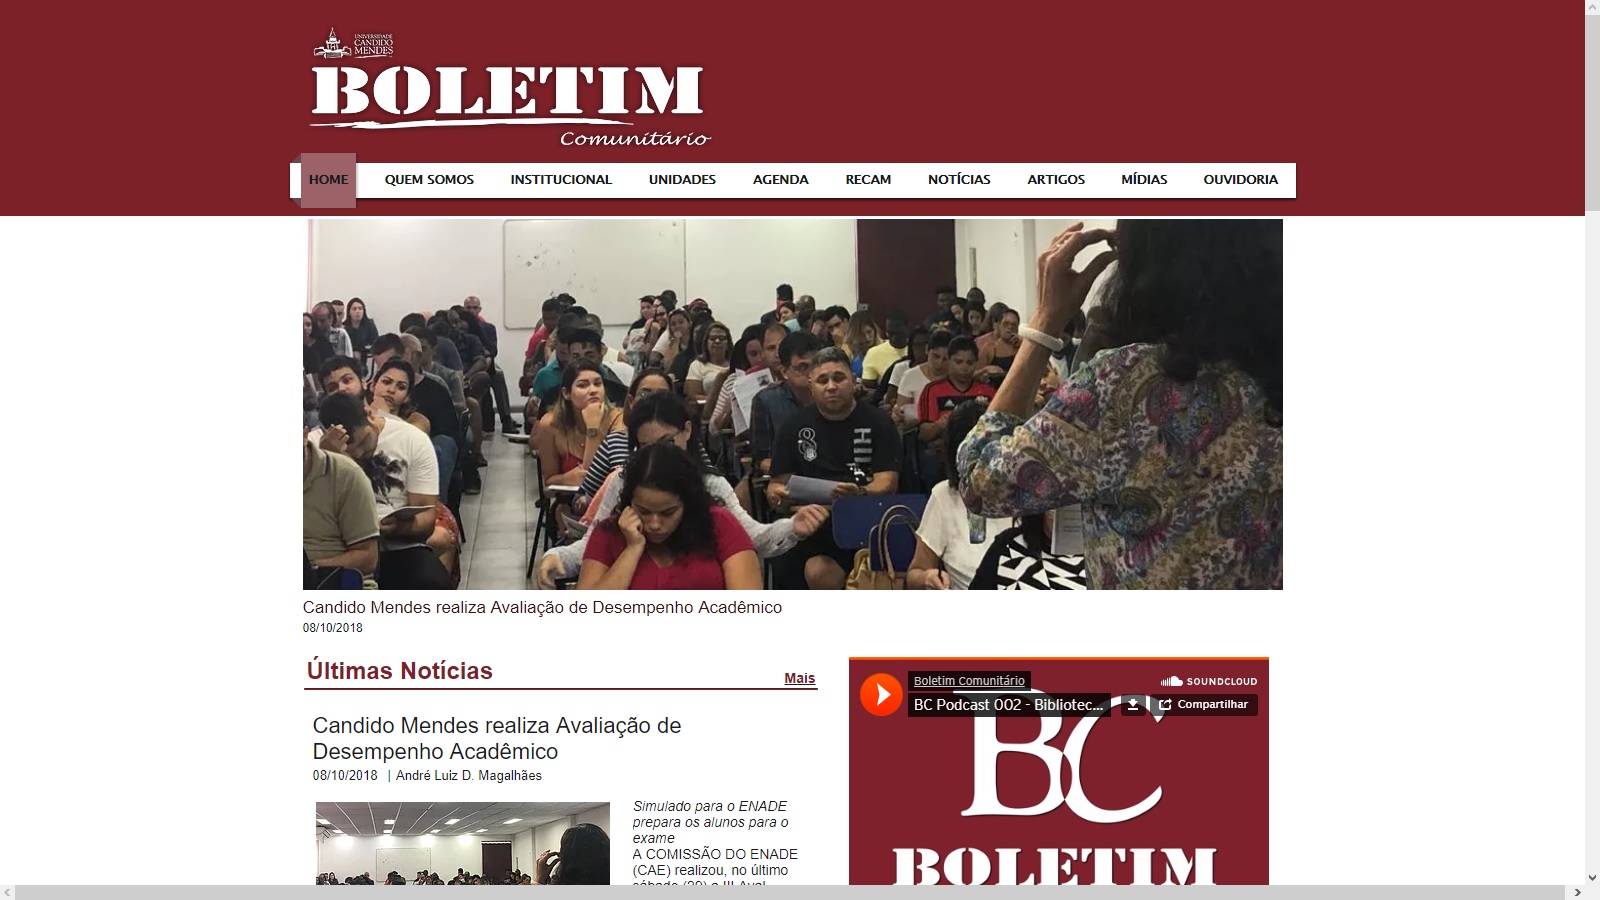 UNIVERSIDADE
CANDIDO
MENDES
BOLETIM
Comunitário
HOME QUEM SOMOS INSTITUCIONAL UNIDADES AGENDA RECAM NOTÍCIAS ARTIGOS MÍDIAS OUVIDORIA
Candido Mendes realiza Avaliação de Desempenho Acadêmico
08/10/2018
Últimas Notícias
Mais
Candido Mendes realiza Avaliação de
Desempenho Acadêmico
08/10/2018 | André Luiz D. Magalhães
Simulado para o ENADE
prepara os alunos para o
exame
A COMISSÃO DO ENADE
(CAE) realizou, no último
Boletim Comunitário
SOUNDCLOUD
BC Podcast 002 - Bibliotec...
Compartilhar
BC
BOLETIM